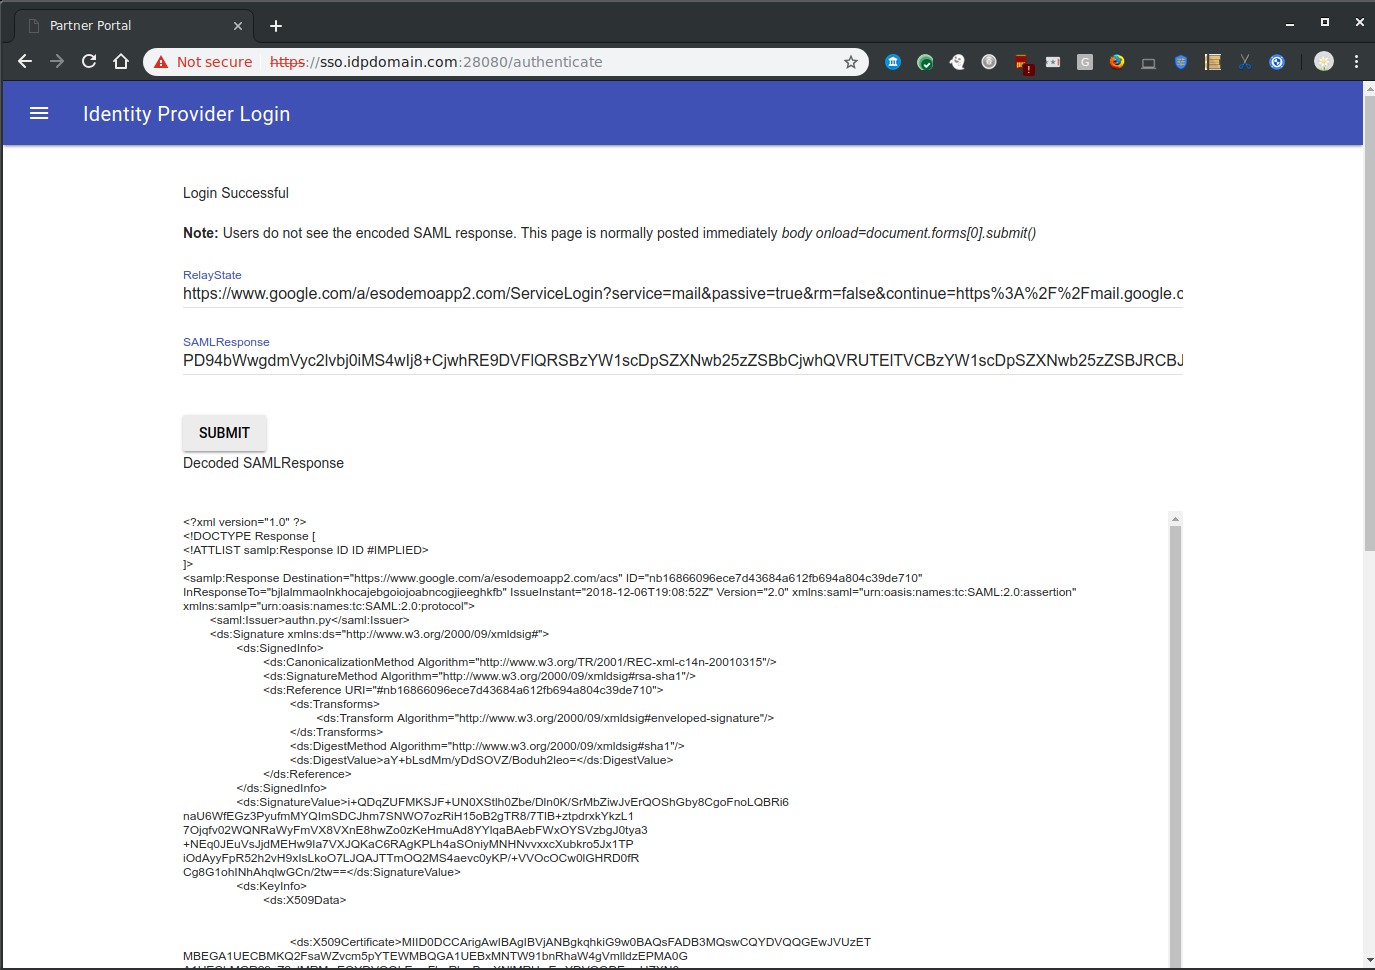 Partner Portal
Not secure
https://sso.idpdomain.com:28080/authenticate
Identity Provider Login
Login Successful
Note: Users do not see the encoded SAML response. This page is normally posted immediately body onload=document.forms[0].submit()
RelayState
https://www.google.com/a/esodemoapp2.com/ServiceLogin?service=mail&passive=true&rm=false&continue=https%3A%2F%2Fmail.google.c
SAMLResponse
PD94bWwgdmVyc2lvbj0iMS4wIj8+CjwhRE9DVFlQRSBzYW1scDpSZXNwb25zZSBbCjwhQVRUTElTVCBzYW1scDpSZXNwb25zZSBJRCBJ
SUBMIT
Decoded SAMLResponse
<?xml version="1.0" ?>
<!DOCTYPE Response [
<!ATTLIST samlp:Response ID ID #IMPLIED>
]>
<samlp:Response Destination="https://www.google.com/a/esodemoapp2.com/acs" ID="nb16866096ece7d43684a612fb694a804c39de710"
InResponseTo="bjlalmmaolnkhocajebgoiojoabncogjieeghkfb" IssueInstant="2018-12-06T19:08:52Z" Version="2.0" xmlns:saml="urn:oasis:names:tc:SAML:2.0:assertion"
xmlns:samlp="urn:oasis:names:tc:SAML:2.0:protocol">
<saml:Issuer>authn.py</saml:Issuer>
<ds:Signature xmlns:ds="http://www.w3.org/2000/09/xmldsig#">
<ds:SignedInfo>
<ds:CanonicalizationMethod Algorithm="http://www.w3.org/TR/2001/REC-xml-c14n-20010315"/>
<ds:SignatureMethod Algorithm="http://www.w3.org/2000/09/xmldsig#rsa-sha1"/>
<ds:Reference URI="#nb16866096ece7d43684a612fb694a804c39de710">
<ds:Transforms>
<ds:Transform Algorithm="http://www.w3.org/2000/09/xmldsig#enveloped-signature"/>
</ds:Transforms>
<ds:DigestMethod Algorithm="http://www.w3.org/2000/09/xmldsig#sha1"/>
<ds:DigestValue>aY+bLsdMm/yDdSOVZ/Boduh2leo=</ds:DigestValue>
</ds:Reference>
</ds:SignedInfo>
<ds:SignatureValue>i+QDqZUFMKSJF+UN0XStlh0Zbe/Dln0K/SrMbZiwJvErQOShGby8CgoFnoLQBRi6
naU6WfEGz3PyufmMYQImSDCJhm7SNWO7ozRiH15oB2gTR8/7TlB+ztpdrxkYkzL1
7Ojqfv02WQNRaWyFmVX8VXnE8hwZo0zKeHmuAd8YYlqaBAebFWxOYSVzbgJ0tya3
+NEq0JEuVsJjdMEHw9Ia7VXJQKaC6RAgKPLh4aSOniyMNHNvvxxcXubkro5Jx1TP
iOdAyyFpR52h2vH9xIsLkoO7LJQAJTTmOQ2MS4aevc0yKP/+VVOcOCw0lGHRD0fR
Cg8G1ohINhAhqlwGCn/2tw==</ds:SignatureValue>
<ds:KeyInfo>
<ds:X509Data>
<ds:X509Certificate>MIID0DCCArigAwIBAgIBVjANBgkqhkiG9w0BAQsFADB3MQswCQYDVQQGEwJVUzET
MBEGA1UECBMKQ2FsaWZvcm5pYTEWMBQGA1UEBxMNTW91bnRhaW4gVmlldzEPMA0G